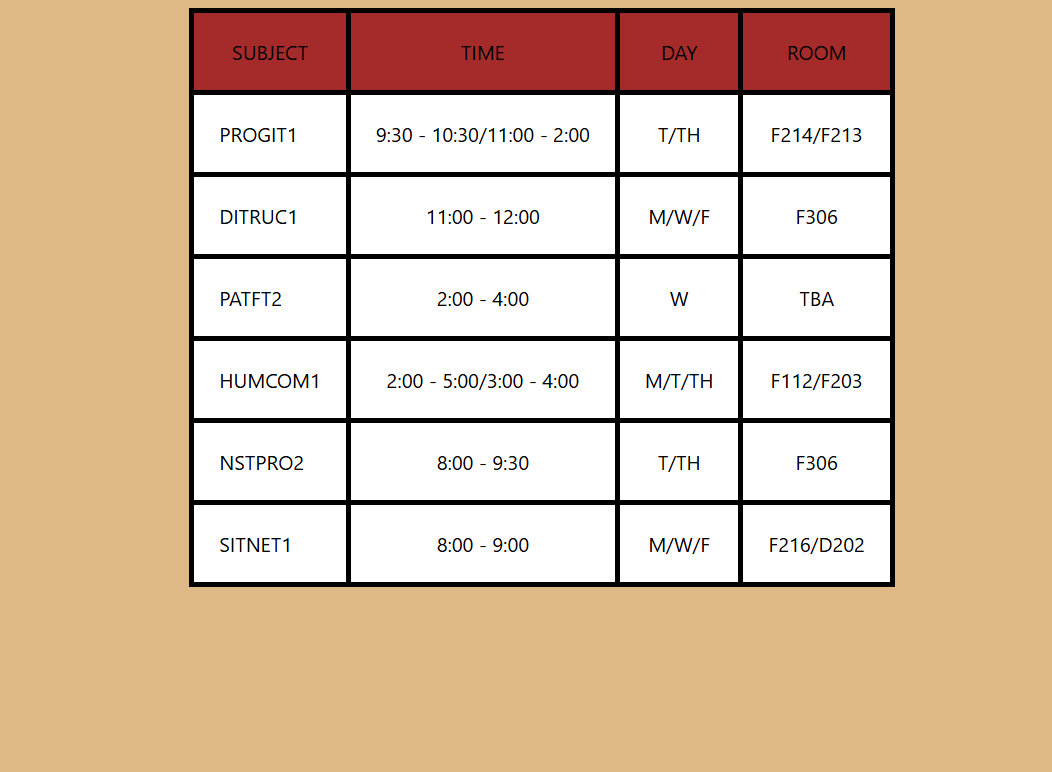 SUBJECT TIME DAY ROOM
PROGIT1 9:30 - 10:30/11:00 - 2:00 T/TH F214/F213
DITRUC1 11:00 - 12:00 M/W/F F306
PATFT2 2:00 - 4:00 W TBA
HUMCOM1 2:00 - 5:00/3:00 - 4:00 M/T/TH F112/F203
NSTPRO2 8:00 - 9:30 T/TH F306
SITNET1 8:00 - 9:00 M/W/F F216/D202